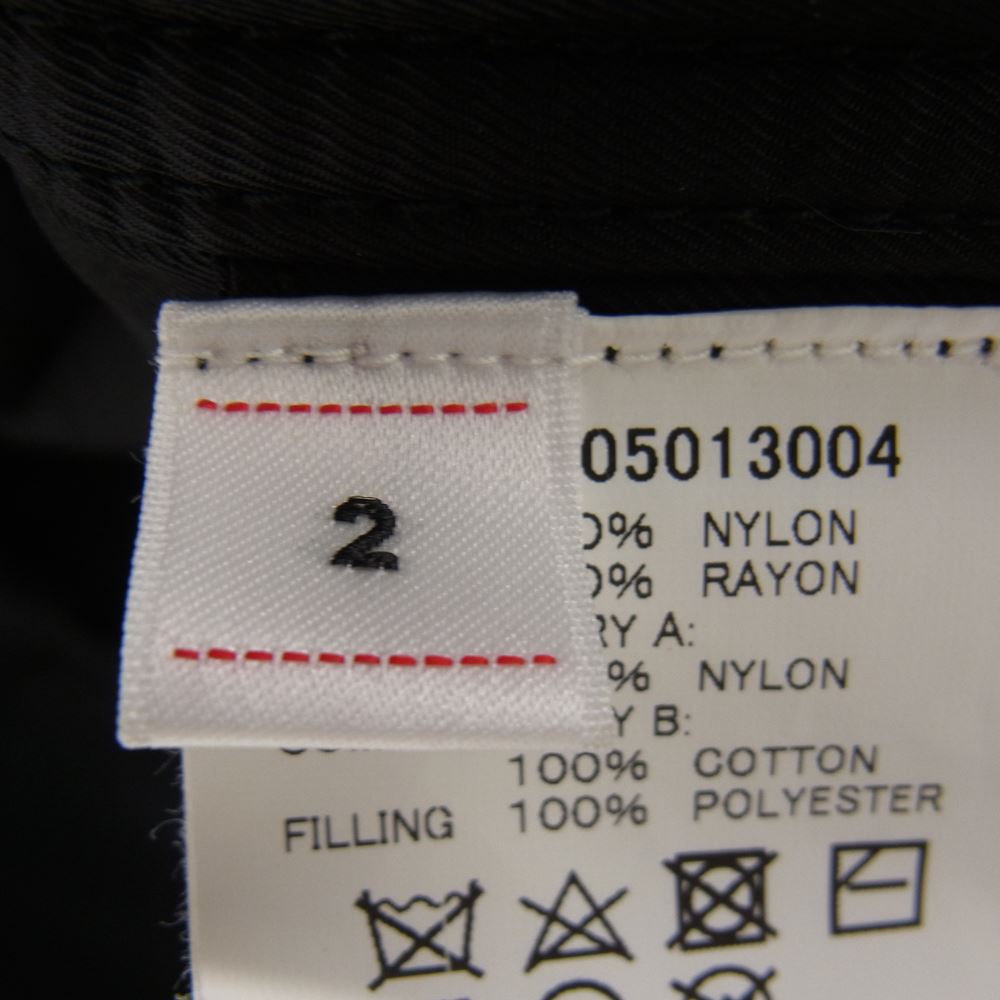 2
05013004
0% NYLON
0% RAYON
RY A:
% NYLON
Y B:
100% COTTON
FILLING 100% POLYESTER